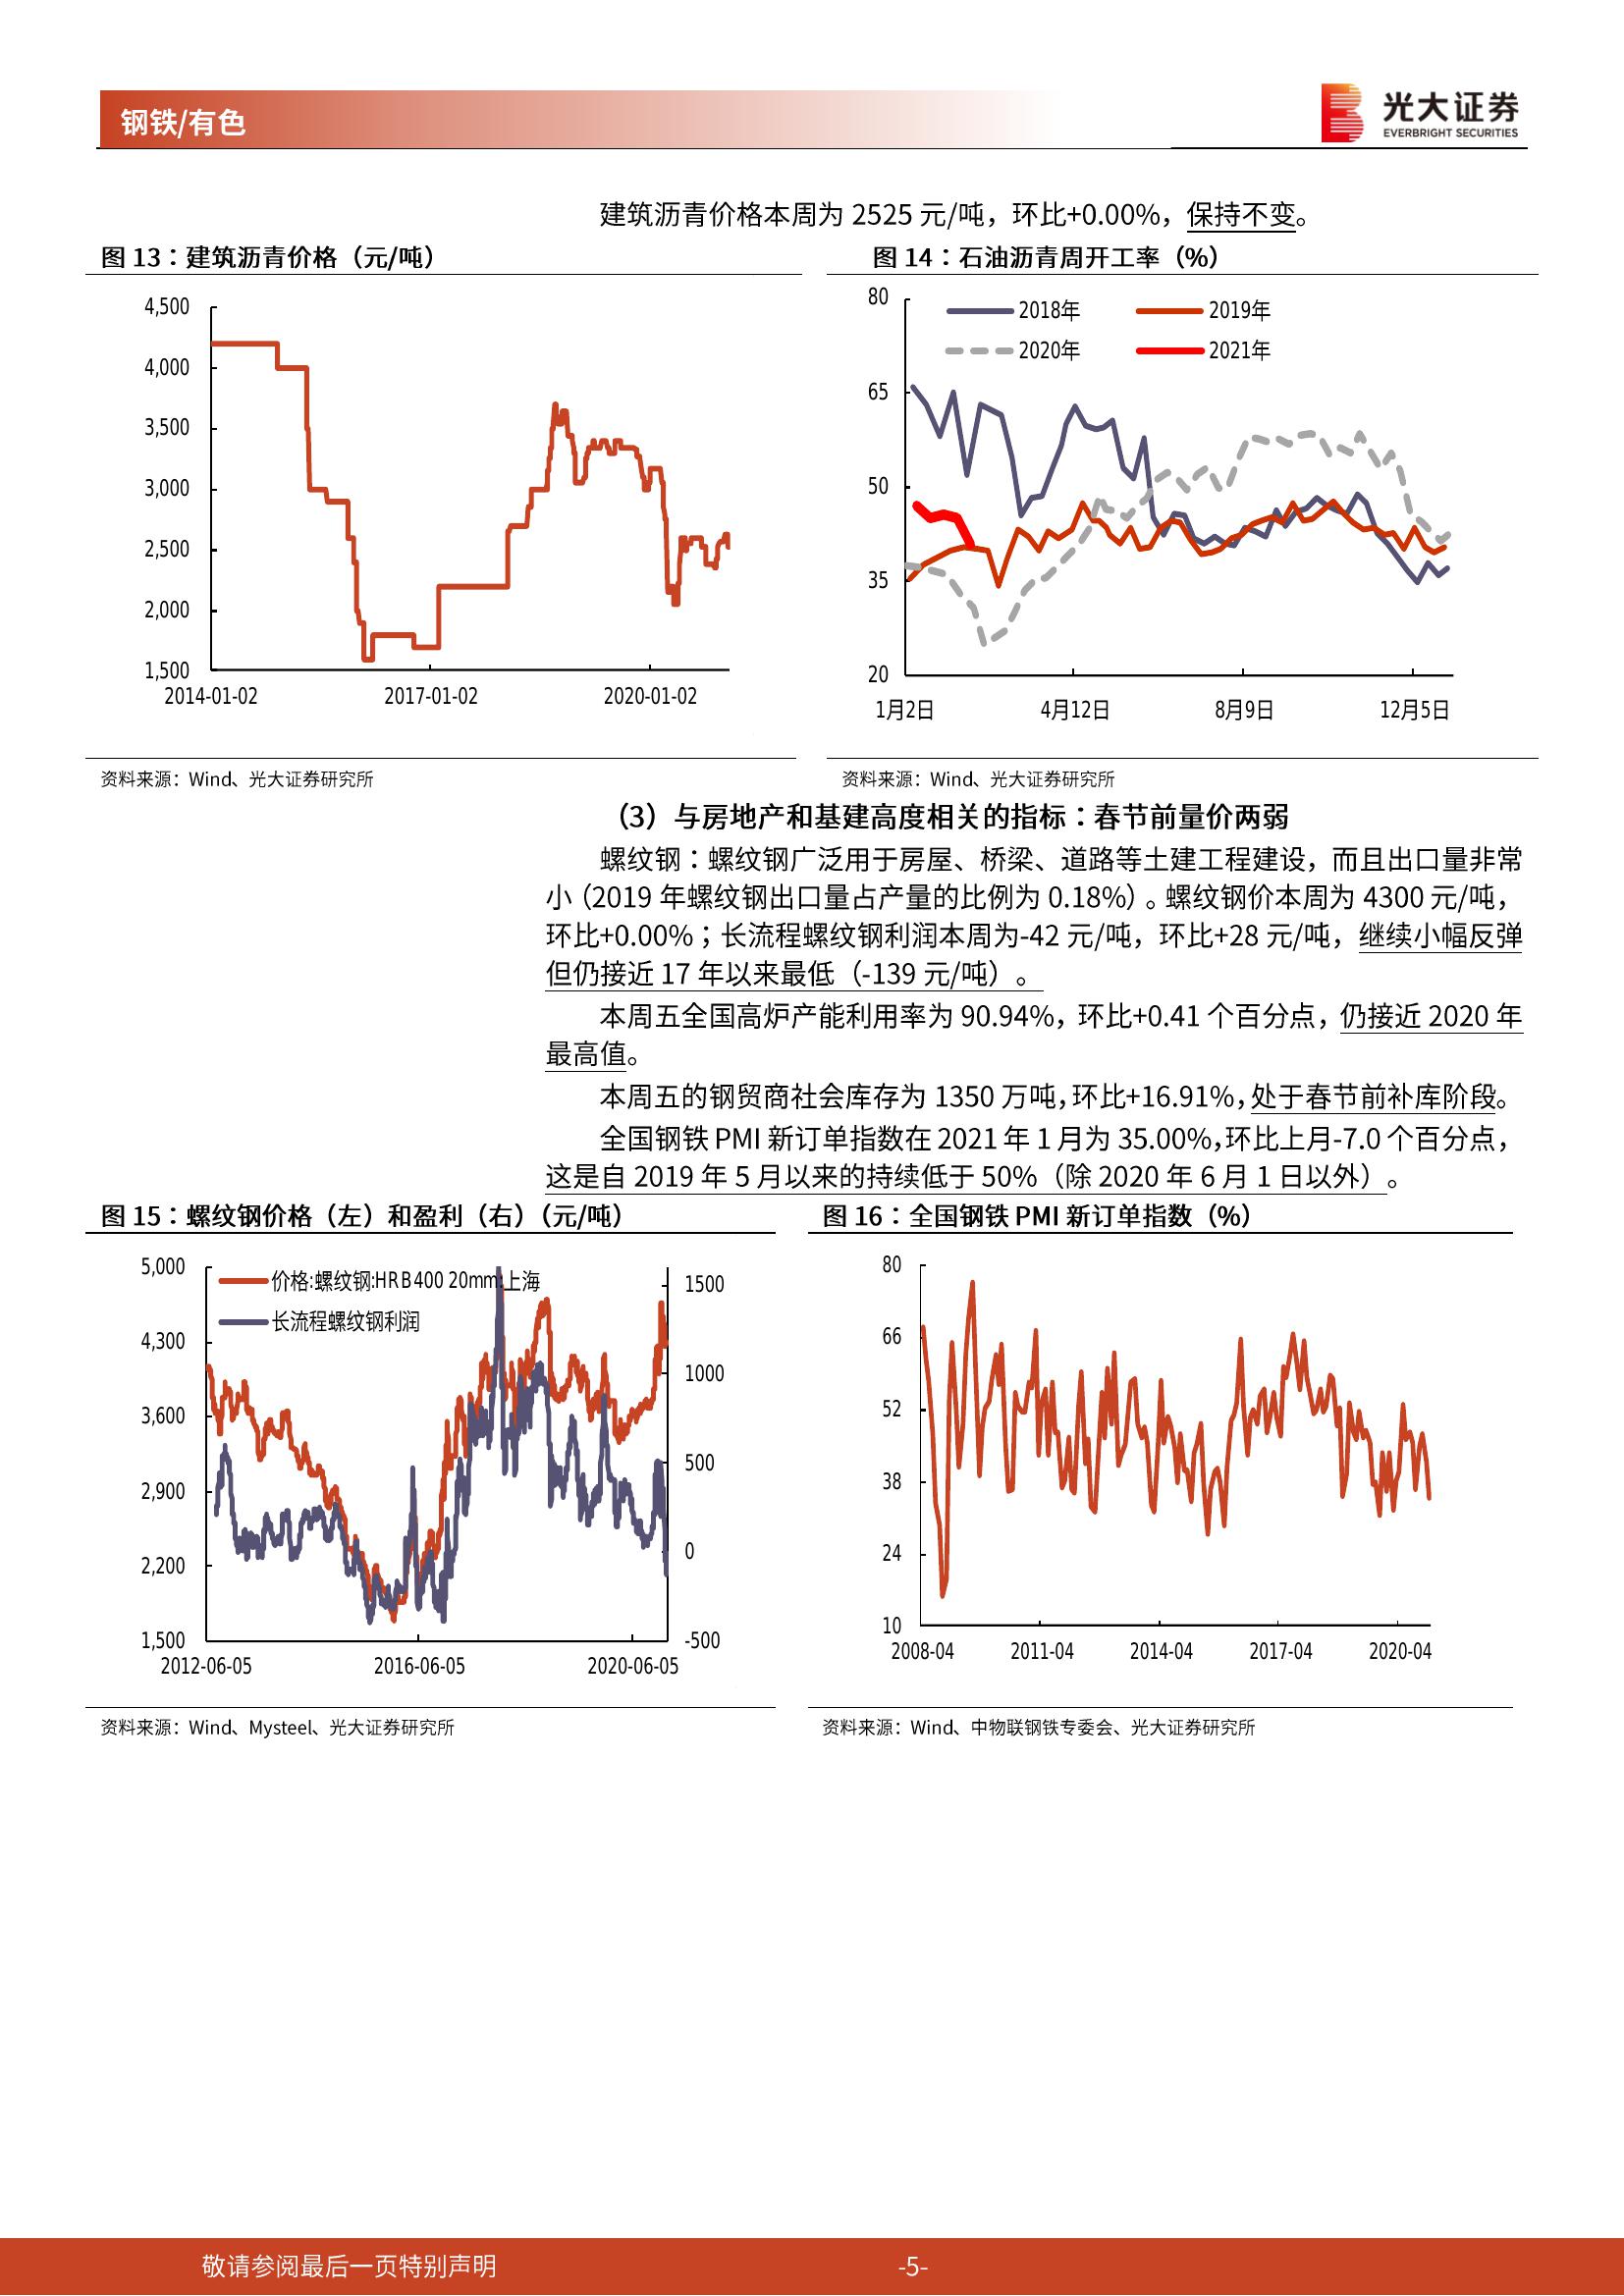 钢铁/有色
光大证券
EVERBRIGHT SECURITIES
建筑沥青价格本周为 2525 元/吨，环比+0.00%，保持不变。
图 13：建筑沥青价格（元/吨）
图 14：石油沥青周开工率（%）
4,500
4,000
3,500
3,000
2,500
2,000
1,500
2014-01-02
2017-01-02
2020-01-02
80
65
50
35
20
2018年
2019年
2020年
2021年
1月2日
4月12日
8月9日
12月5日
资料来源：Wind、光大证券研究所
资料来源：Wind、光大证券研究所
（3）与房地产和基建高度相关的指标：春节前量价两弱
螺纹钢：螺纹钢广泛用于房屋、桥梁、道路等土建工程建设，而且出口量非常
小（2019 年螺纹钢出口量占产量的比例为 0.18%）。螺纹钢价本周为 4300 元/吨，
环比+0.00%；长流程螺纹钢利润本周为-42 元/吨，环比+28 元/吨，继续小幅反弹
但仍接近 17 年以来最低（-139 元/吨）。
本周五全国高炉产能利用率为 90.94%，环比+0.41 个百分点，仍接近 2020 年
最高值。
本周五的钢贸商社会库存为 1350 万吨，环比+16.91%，处于春节前补库阶段。
全国钢铁 PMI 新订单指数在 2021 年 1 月为 35.00%，环比上月-7.0 个百分点，
这是自 2019 年 5 月以来的持续低于 50%（除 2020 年 6 月 1 日以外）。
图 15：螺纹钢价格（左）和盈利（右）（元/吨）
图 16：全国钢铁 PMI 新订单指数（%）
5,000
4,300
3,600
2,900
2,200
1,500
价格:螺纹钢:HRB400 20mm:上海
长流程螺纹钢利润
1500
1000
500
0
-500
2012-06-05
2016-06-05
2020-06-05
80
66
52
38
24
10
2008-04
2011-04
2014-04
2017-04
2020-04
资料来源：Wind、Mysteel、光大证券研究所
资料来源：Wind、中物联钢铁专委会、光大证券研究所
敬请参阅最后一页特别声明
-5-